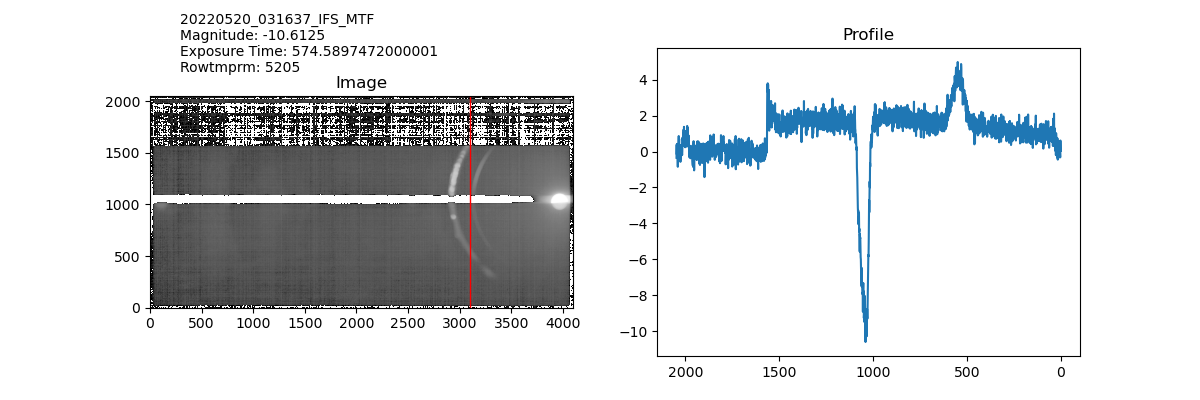 20220520_031637_IFS_MTF
Magnitude: -10.6125
Exposure Time: 574.5897472000001
Rowtmprm: 5205
Image
2000
1500
1000
500
0
0 500 1000 1500 2000 2500 3000 3500 4000
Profile
4
2
0
−2
−4
−6
−8
−10
2000 1500 1000 500 0